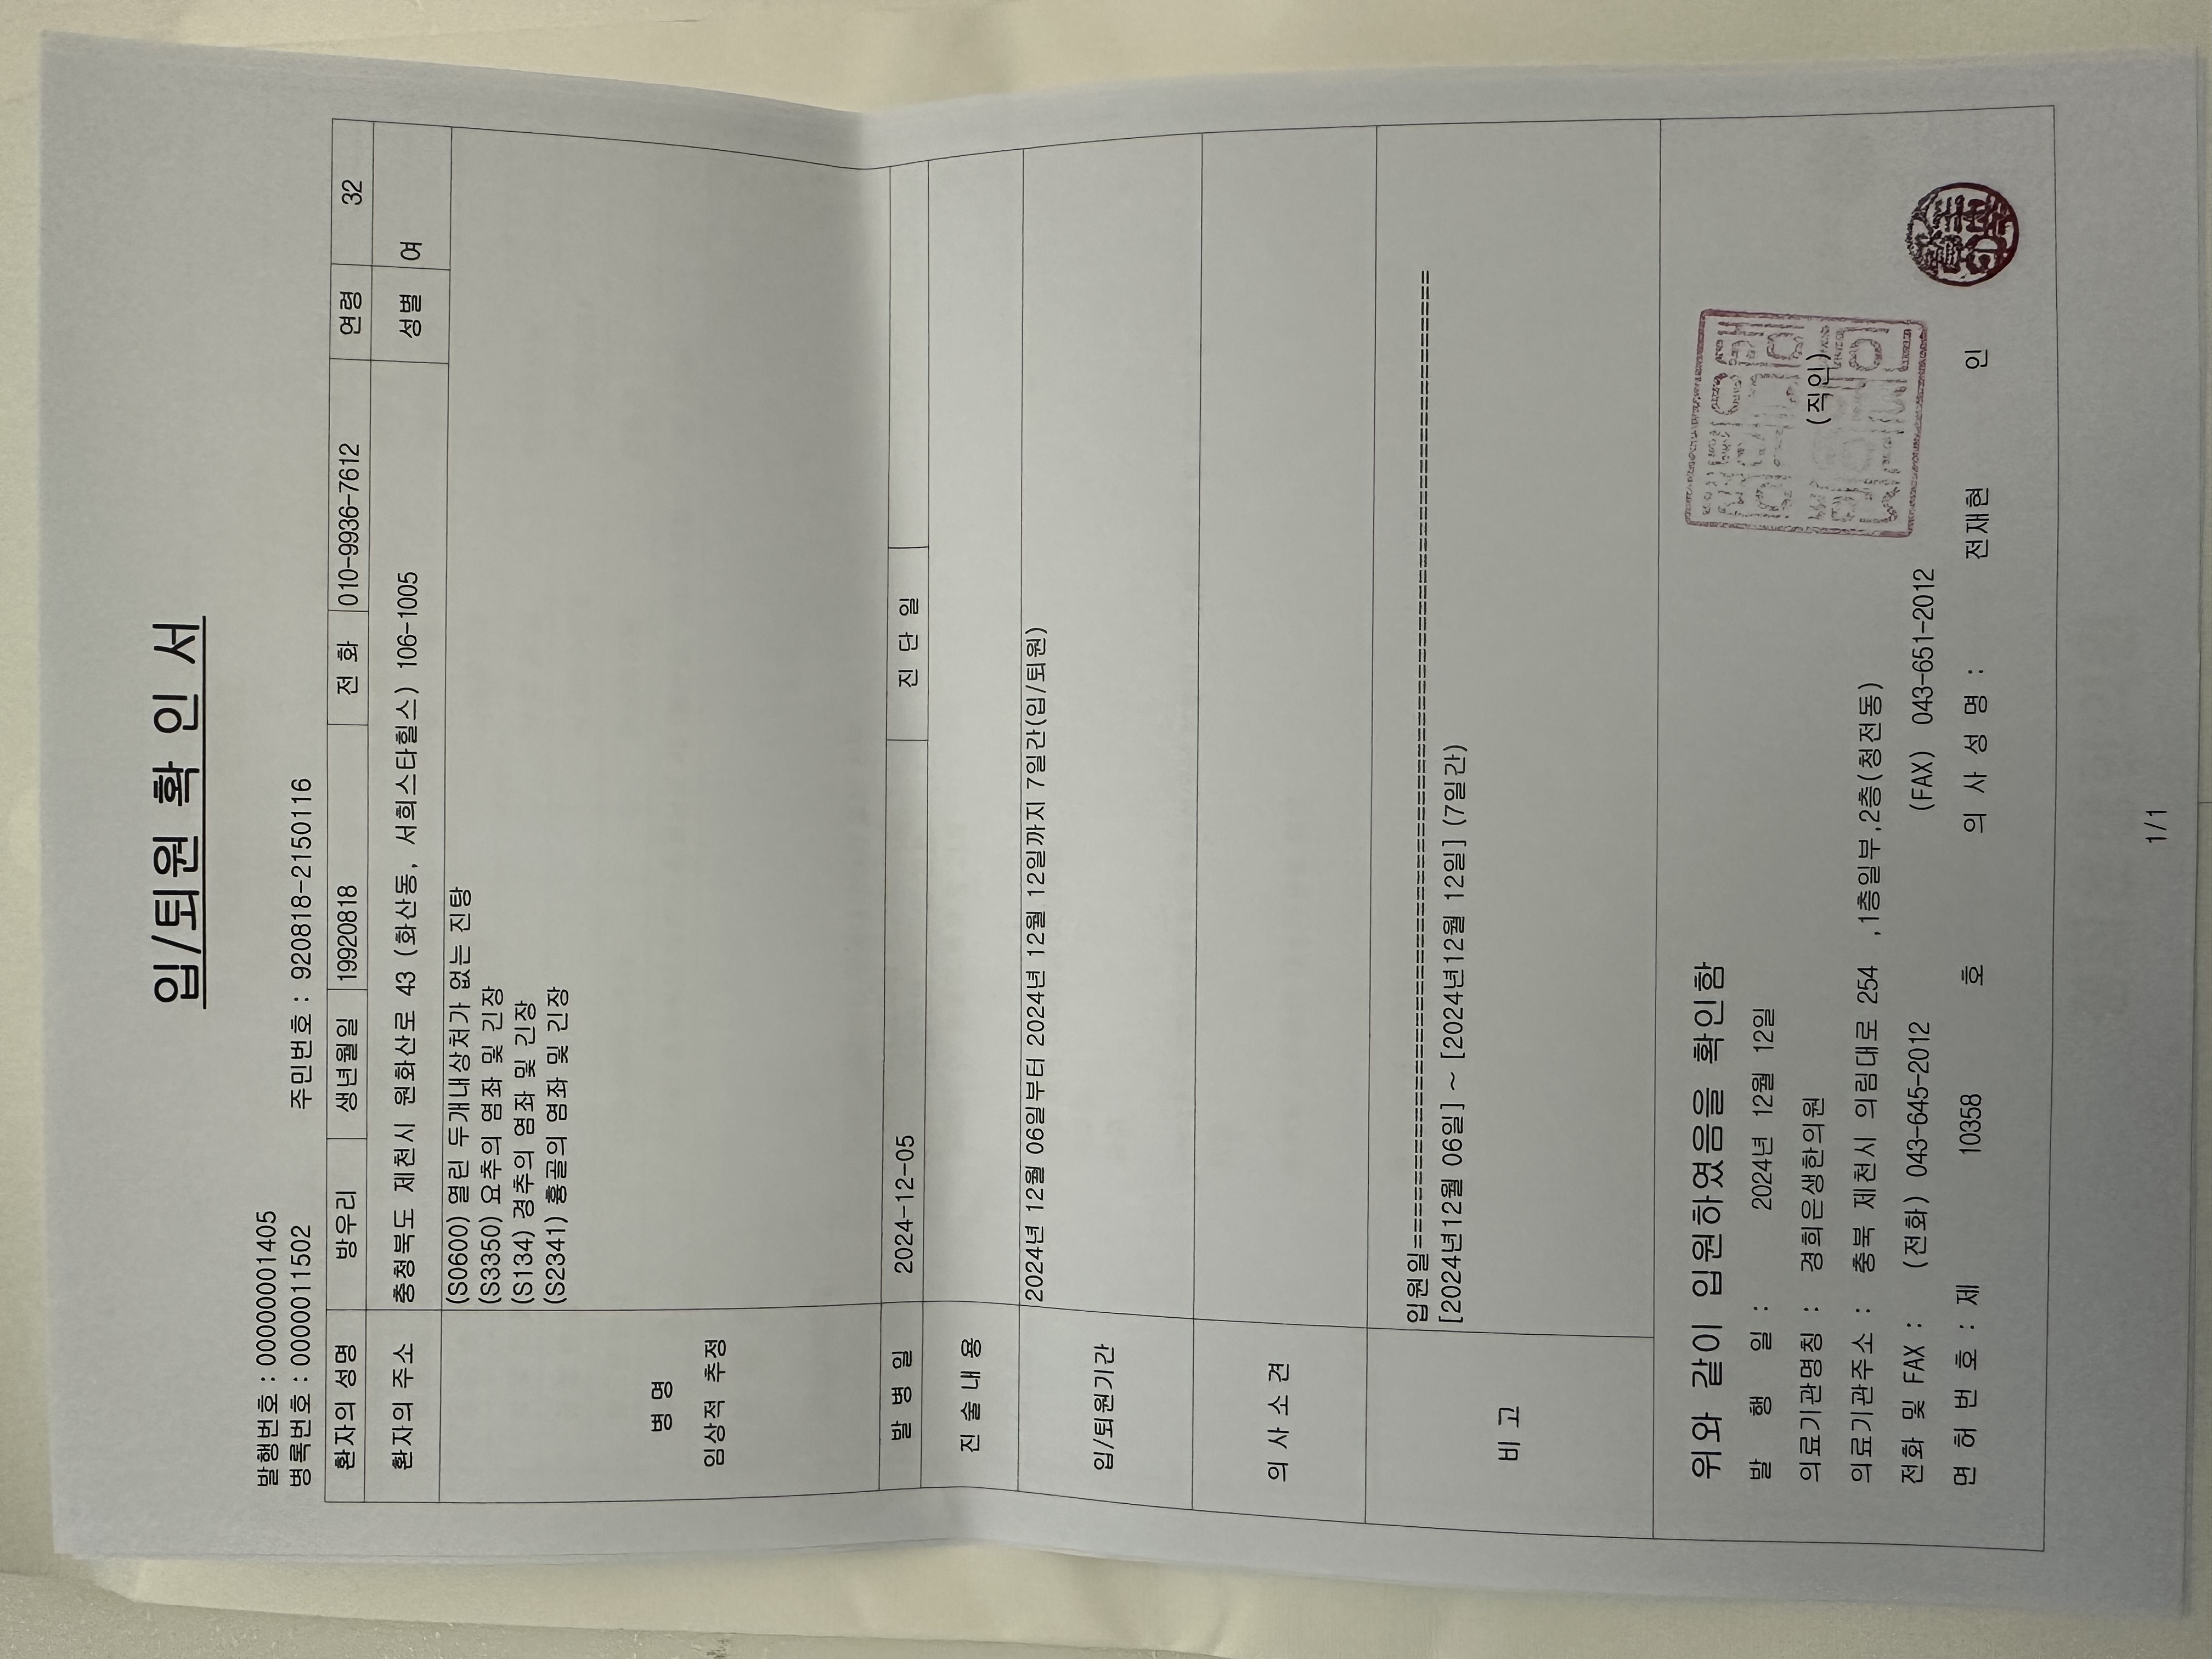 입/퇴원 확 인 서
발행번호 : 0000001405
병록번호 : 0000011502 주민번호 : 920818-2150116
환자의 성명 방우리 생년월일 19920818 전 화 010-9936-7612 연령 32
환자의 주소 충청북도 제천시 원화산로 43 (화산동, 서희스타힐스) 106-1005 성별 여
병 명
임상적 추정
(S0600) 열린 두개내상처가 없는 진탕
(S3350) 요추의 염좌 및 긴장
(S134) 경추의 염좌 및 긴장
(S2341) 흉골의 염좌 및 긴장
발 병 일 2024-12-05 진 단 일
진 술 내 용
입/퇴원기간 2024년 12월 06일부터 2024년 12월 12일까지 7일간(입/퇴원)
의 사 소 견
비 고
입원일==========================================================================
[2024년12월 06일] ~ [2024년12월 12일] (7일간)
위와 같이 입원하였음을 확인함
발 행 일 : 2024년 12월 12일
의료기관명칭 : 경희은생한의원
의료기관주소 : 충북 제천시 의림대로 254 ,1층일부,2층(청전동) (직인)
전화 및 FAX : (전화) 043-645-2012 (FAX) 043-651-2012
면 허 번 호 : 제 10358 호 의 사 성 명 : 전재현 인
1/1